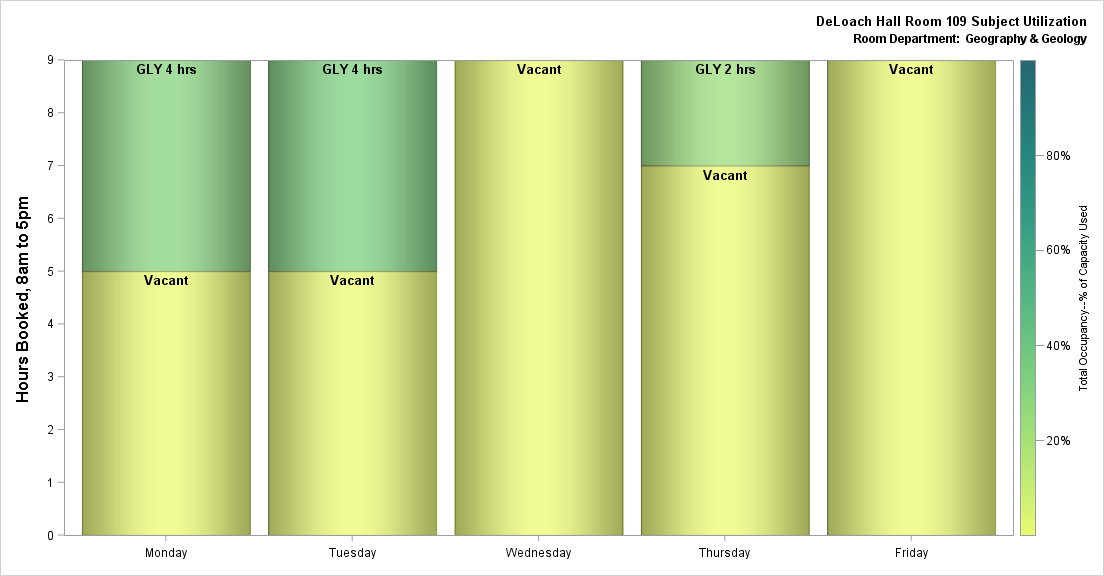 DeLoach Hall Room 109 Subject Utilization
Room Department: Geography & Geology
Hours Booked, 8am to 5pm
9
8
7
6
5
4
3
2
1
0
GLY 4 hrs
Vacant
GLY 4 hrs
Vacant
Vacant
GLY 2 hrs
Vacant
Vacant
Monday
Tuesday
Wednesday
Thursday
Friday
80%
60%
40%
20%
Total Occupancy--% of Capacity Used